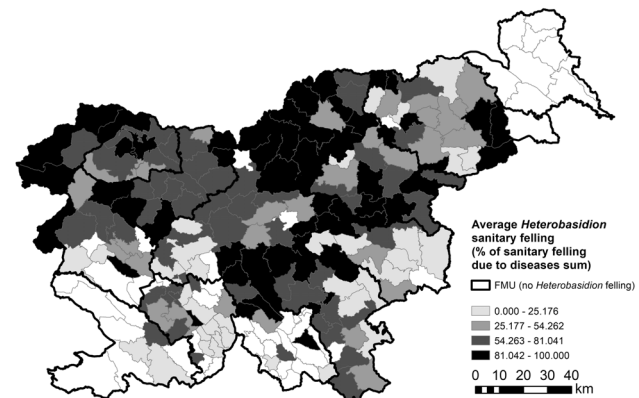 Average Heterobasidion
sanitary felling
(% of sanitary felling
due to diseases sum)
FMU (no Heterobasidion felling)
0.000 - 25.176
25.177 - 54.262
54.263 - 81.041
81.042 - 100.000
0 10 20 30 40
km